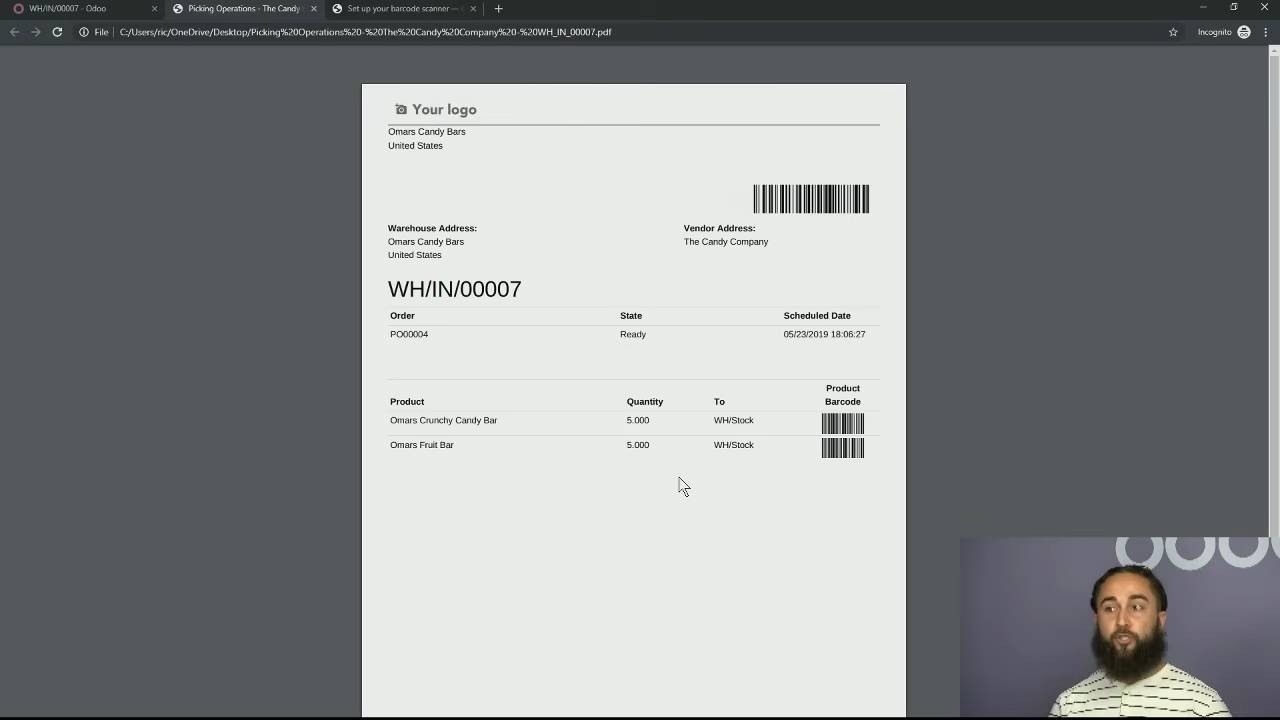 WH/IN/00007 - Odoo
Picking Operations - The Candy
Set up your barcode scanner —
File
C:/Users/ric/OneDrive/Desktop/Picking%20Operations%20-%20The%20Candy%20Company%20-%20WH_IN_00007.pdf
Incognito
Your logo
Omars Candy Bars
United States
Warehouse Address:
Omars Candy Bars
United States
Vendor Address:
The Candy Company
WH/IN/00007
Order State Scheduled Date
PO00004 Ready 05/23/2019 18:06:27
Product Quantity To Product Barcode
Omars Crunchy Candy Bar 5.000 WH/Stock
Omars Fruit Bar 5.000 WH/Stock